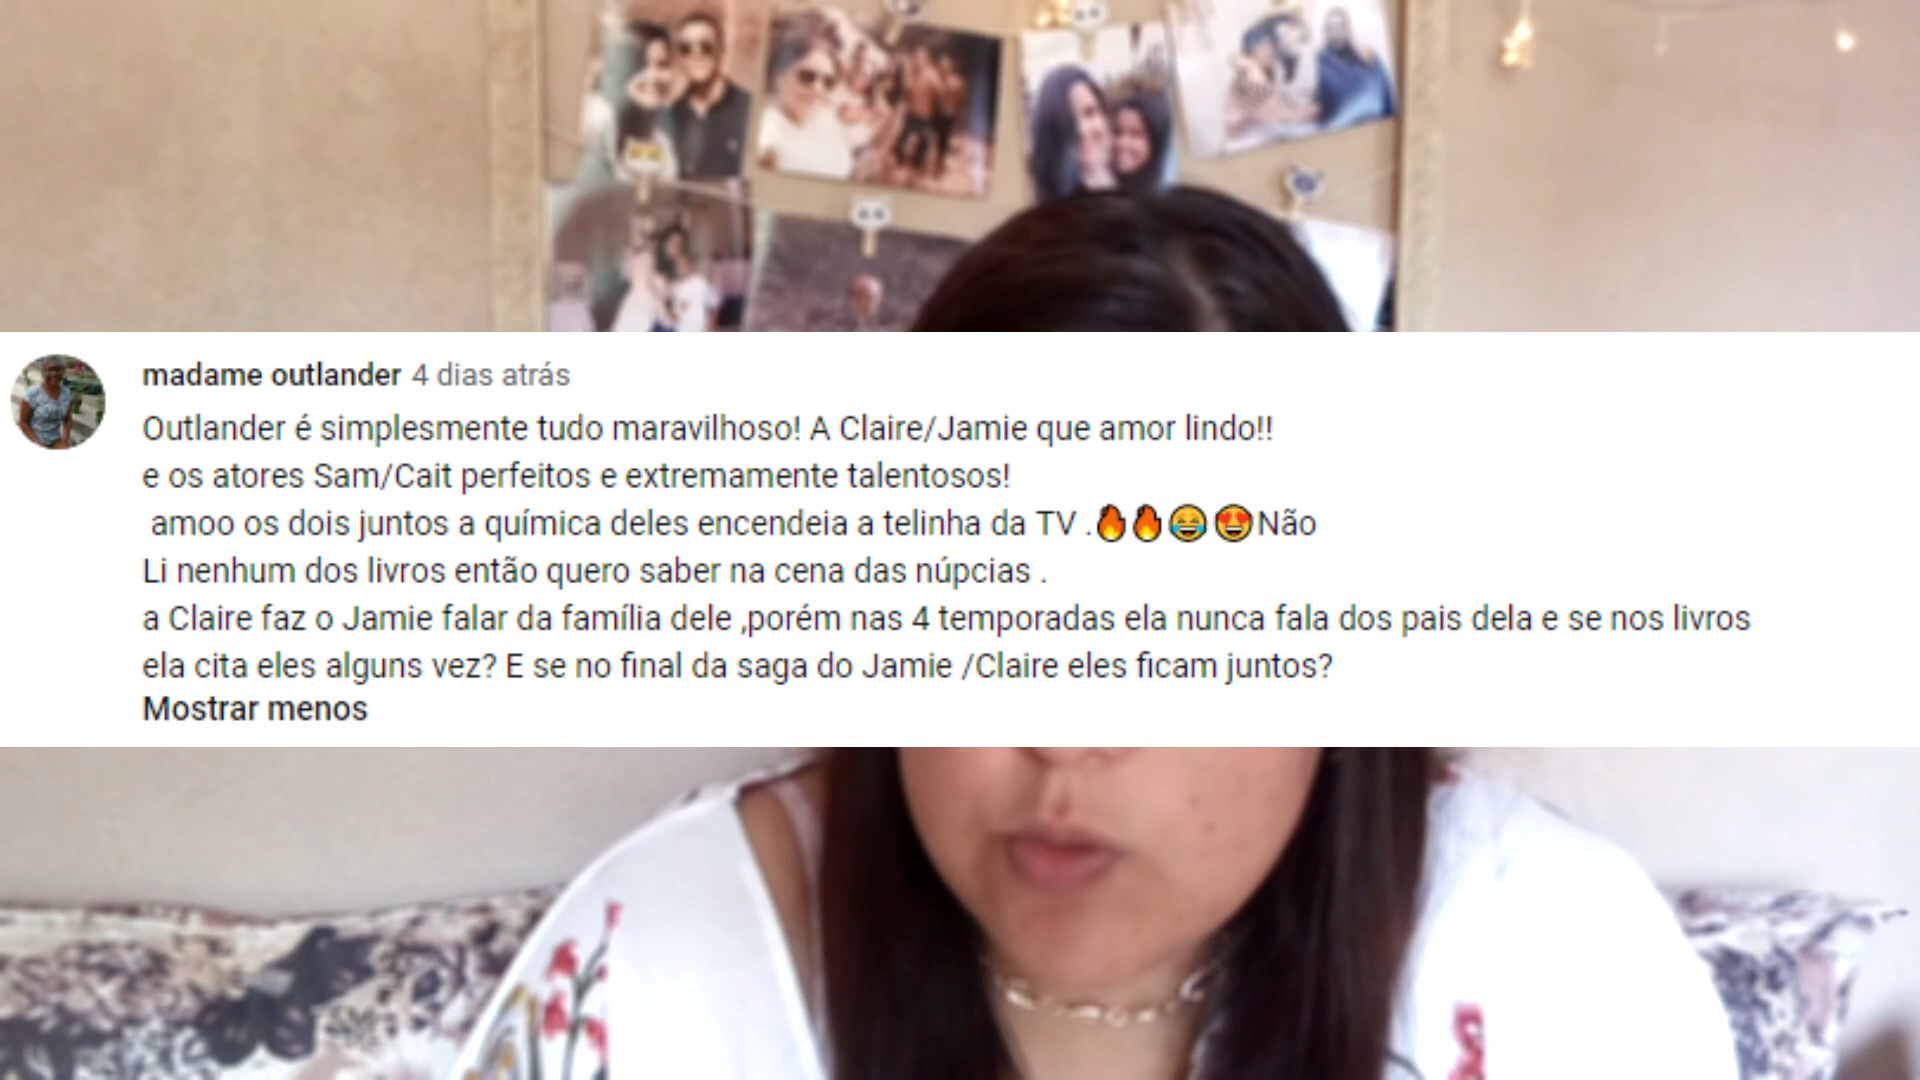 madame outlander 4 dias atrás
Outlander é simplesmente tudo maravilhoso! A Claire/Jamie que amor lindo!!
e os atores Sam/Cait perfeitos e extremamente talentosos!
amoo os dois juntos a química deles encendeia a telinha da TV .🔥🔥😂😍Não
Li nenhum dos livros então quero saber na cena das núpcias .
a Claire faz o Jamie falar da família dele ,porém nas 4 temporadas ela nunca fala dos pais dela e se nos livros
ela cita eles alguns vez? E se no final da saga do Jamie /Claire eles ficam juntos?
Mostrar menos